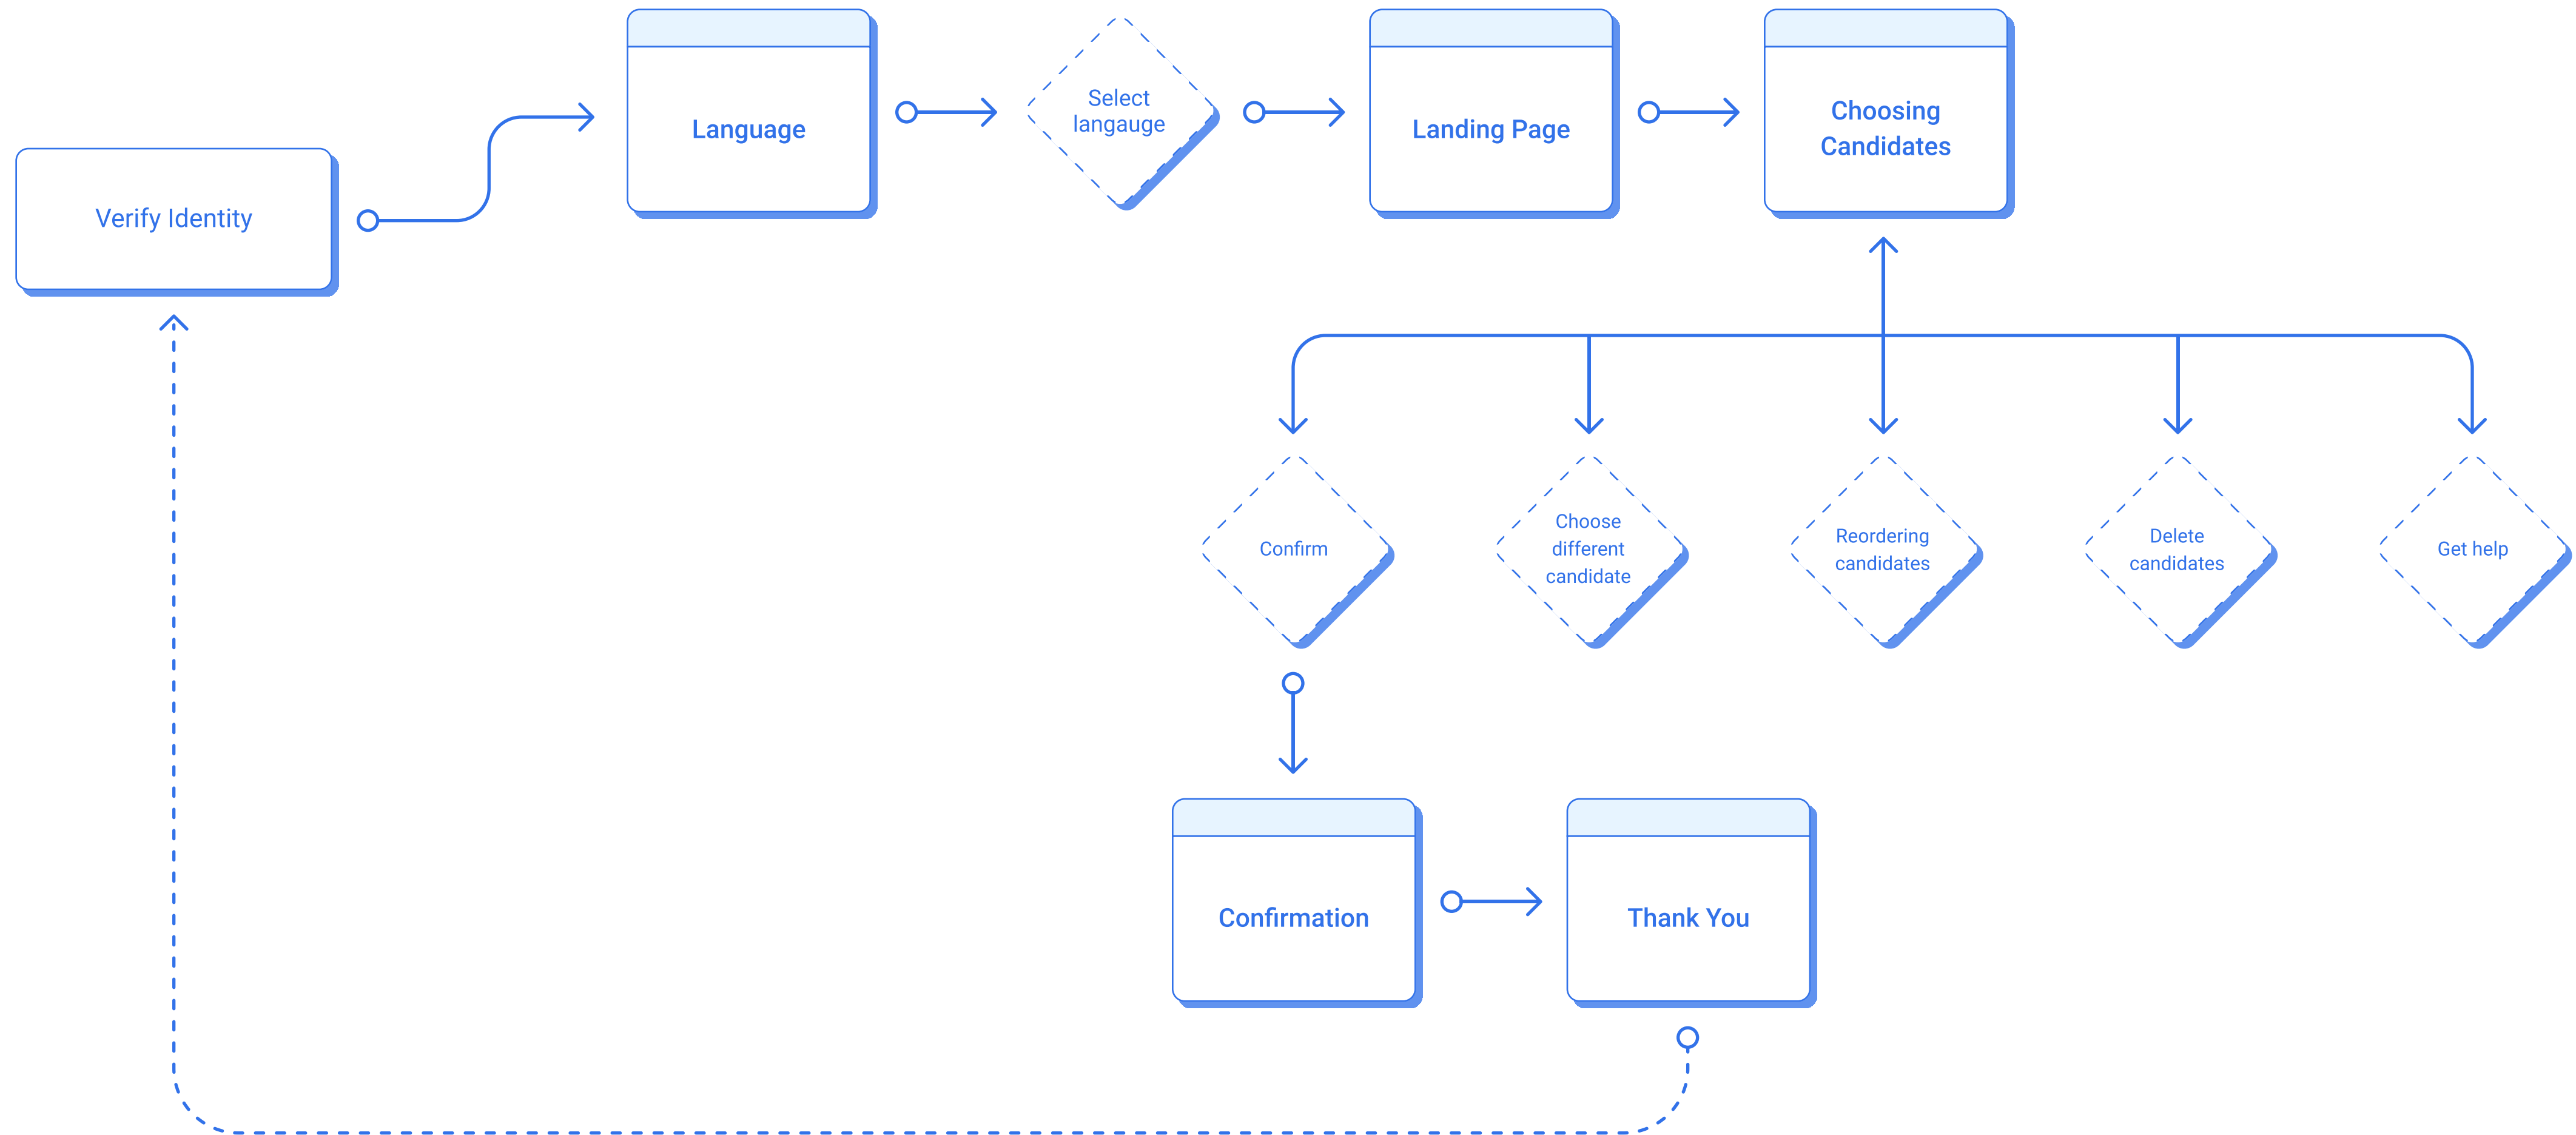 Verify Identity
Language
Select
langauge
Landing Page
Choosing
Candidates
Confirm
Choose
different
candidate
Reordering
candidates
Delete
candidates
Get help
Confirmation
Thank You